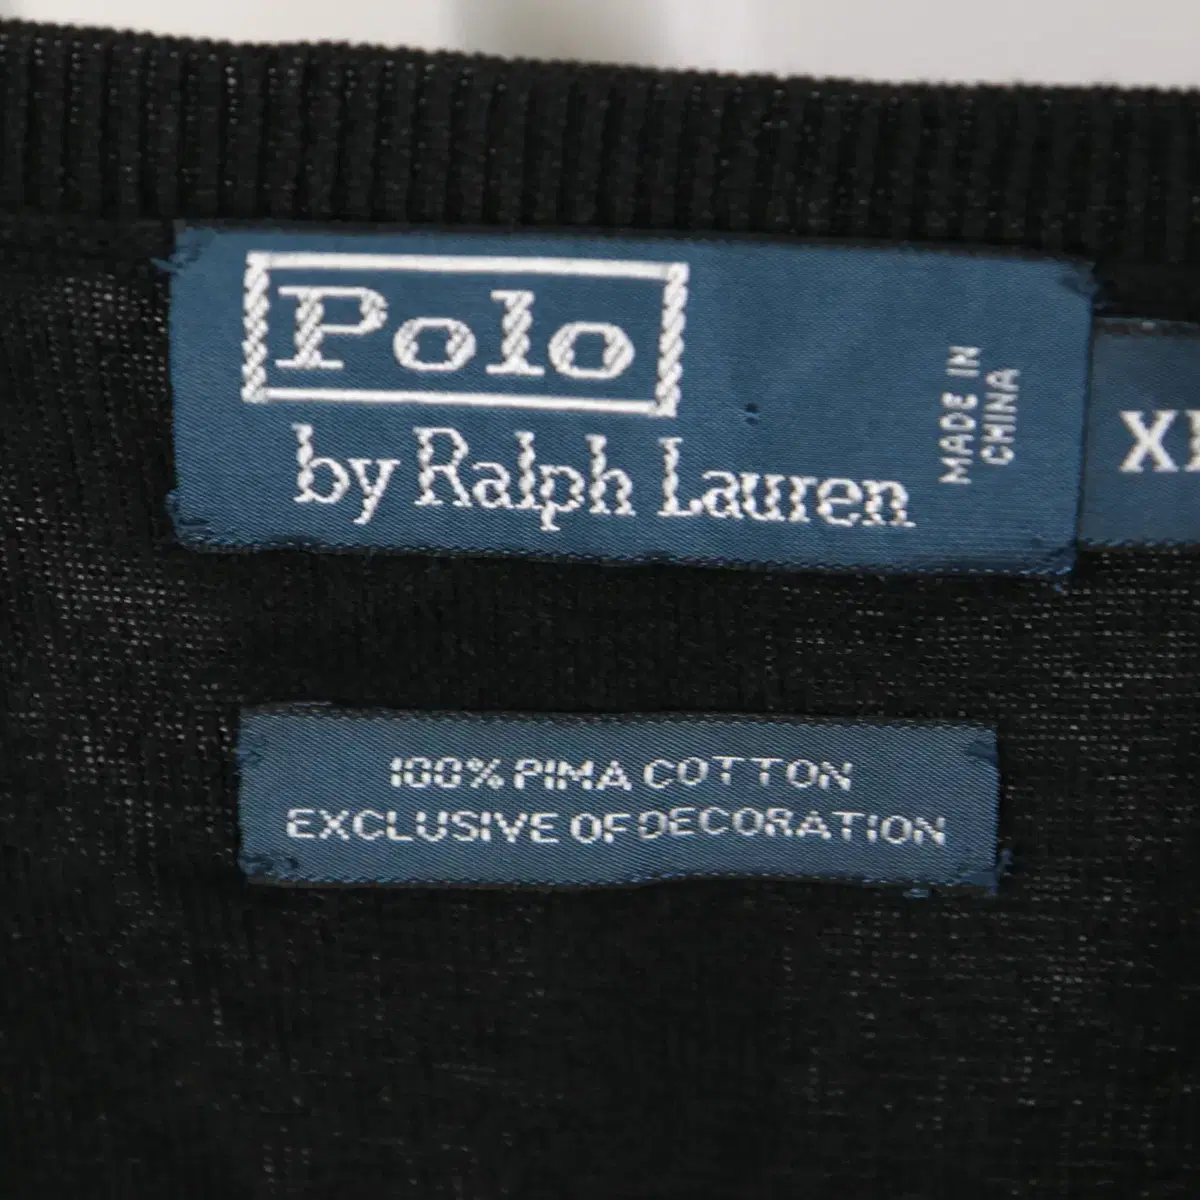 Polo
by Ralph Lauren
MADE IN
CHINA
100% PIMA COTTON
EXCLUSIVE OF DECORATION